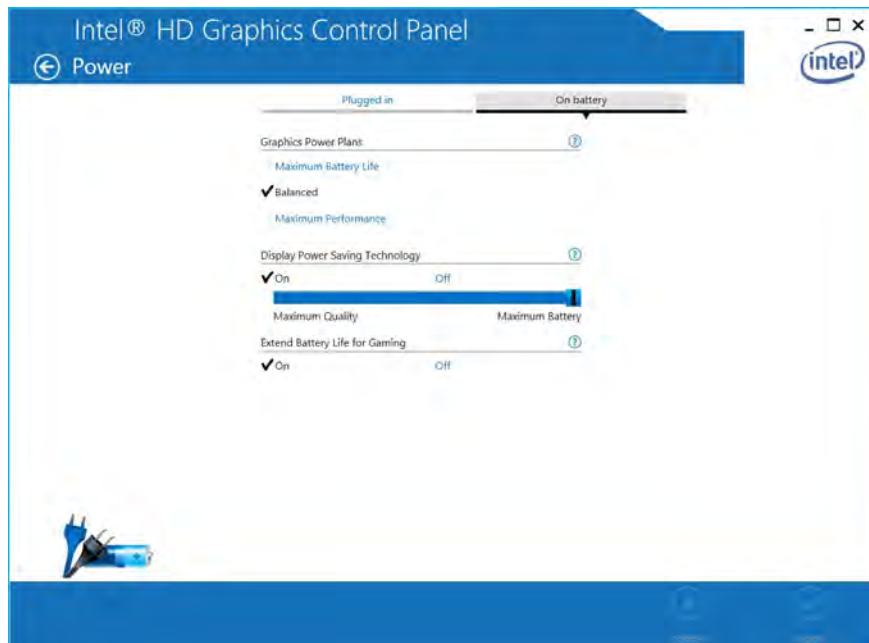 Intel® HD Graphics Control Panel
Power
intel
Plugged in On battery
Graphics Power Plans ?
Maximum Battery Life
Balanced
Maximum Performance
Display Power Saving Technology ?
On Off
Maximum Quality Maximum Battery
Extend Battery Life for Gaming ?
On Off